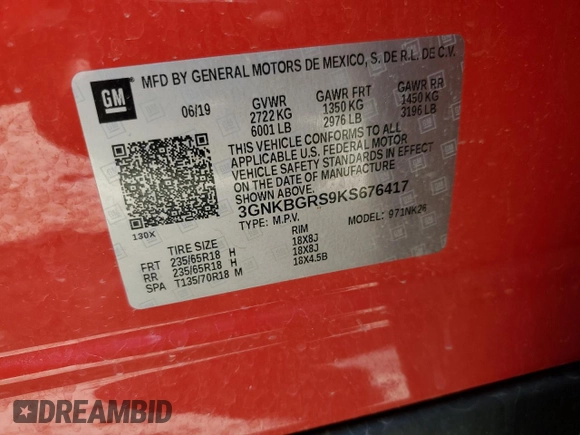 GM
MFD BY GENERAL MOTORS DE MEXICO, S. DE R.L. DE C.V.
06/19
GVWR GAWR FRT GAWR RR
2722 KG 1350 KG 1450 KG
6001 LB 2976 LB 3196 LB
THIS VEHICLE CONFORMS TO ALL
APPLICABLE U.S. FEDERAL MOTOR
VEHICLE SAFETY STANDARDS IN EFFECT
ON THE DATE OF MANUFACTURE
SHOWN ABOVE.
3GNKBGRS9KS676417
TYPE: M.P.V. MODEL: 971NK26
130X
TIRE SIZE RIM
FRT 235/65R18 H 18X8J
RR 235/65R18 H 18X8J
SPA T135/70R18 M 18X4.5B
DREAMBID